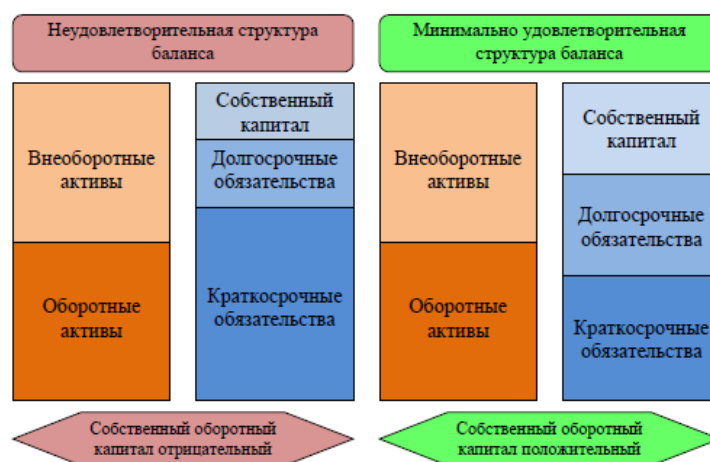 Неудовлетворительная структура
баланса
Минимально удовлетворительная
структура баланса
Внеоборотные
активы
Оборотные
активы
Собственный
капитал
Долгосрочные
обязательства
Краткосрочные
обязательства
Внеоборотные
активы
Оборотные
активы
Собственный
капитал
Долгосрочные
обязательства
Краткосрочные
обязательства
Собственный оборотный
капитал отрицательный
Собственный оборотный
капитал положительный